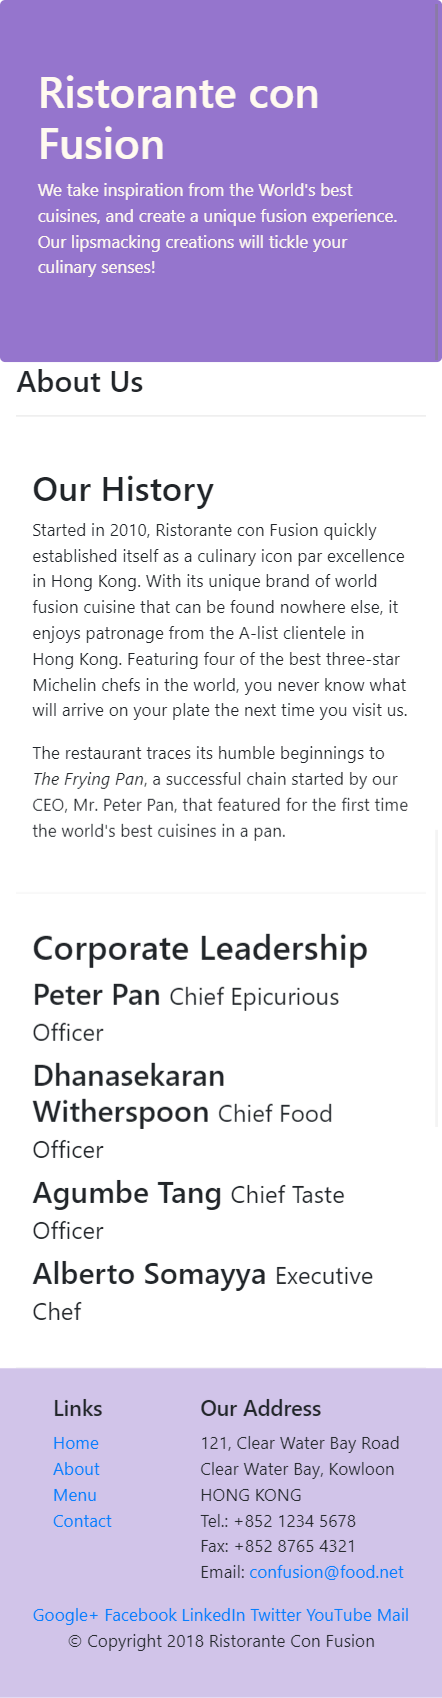 Ristorante con
Fusion
We take inspiration from the World's best
cuisines, and create a unique fusion experience.
Our lipsmacking creations will tickle your
culinary senses!
About Us
Our History
Started in 2010, Ristorante con Fusion quickly
established itself as a culinary icon par excellence
in Hong Kong. With its unique brand of world
fusion cuisine that can be found nowhere else, it
enjoys patronage from the A-list clientele in
Hong Kong. Featuring four of the best three-star
Michelin chefs in the world, you never know what
will arrive on your plate the next time you visit us.
The restaurant traces its humble beginnings to
The Frying Pan, a successful chain started by our
CEO, Mr. Peter Pan, that featured for the first time
the world's best cuisines in a pan.
Corporate Leadership
Peter Pan Chief Epicurious
Officer
Dhanasekaran
Witherspoon Chief Food
Officer
Agumbe Tang Chief Taste
Officer
Alberto Somayya Executive
Chef
Links
Home
About
Menu
Contact
Our Address
121, Clear Water Bay Road
Clear Water Bay, Kowloon
HONG KONG
Tel.: +852 1234 5678
Fax: +852 8765 4321
Email: confusion@food.net
Google+ Facebook LinkedIn Twitter YouTube Mail
© Copyright 2018 Ristorante Con Fusion